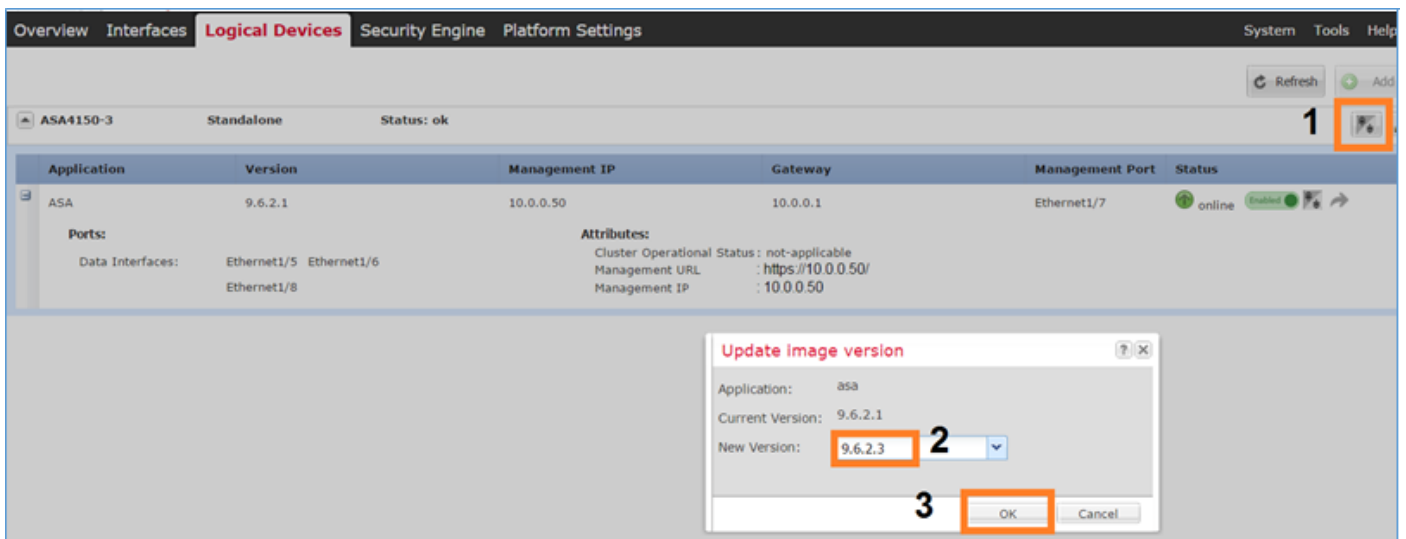 Overview Interfaces Logical Devices Security Engine Platform Settings System Tools Help
Refresh Add
ASA4150-3 Standalone Status: ok 1
Application Version Management IP Gateway Management Port Status
ASA 9.6.2.1 10.0.0.50 10.0.0.1 Ethernet1/7 online Enabled
Ports: Attributes:
Cluster Operational Status : not-applicable
Data Interfaces: Ethernet1/5 Ethernet1/6 Management URL : https://10.0.0.50/
Ethernet1/8 Management IP : 10.0.0.50
Update image version ? X
Application: asa
Current Version: 9.6.2.1
New Version: 9.6.2.3 2
3 OK Cancel